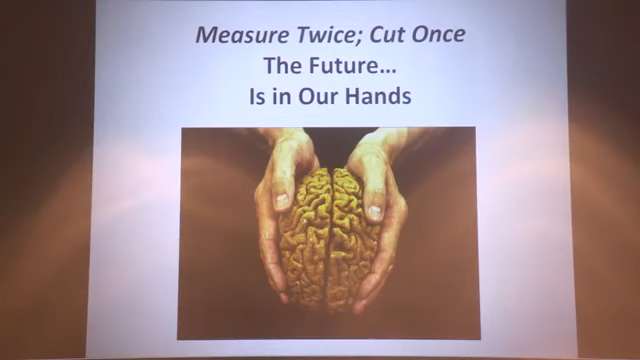 Measure Twice; Cut Once
The Future...
Is in Our Hands